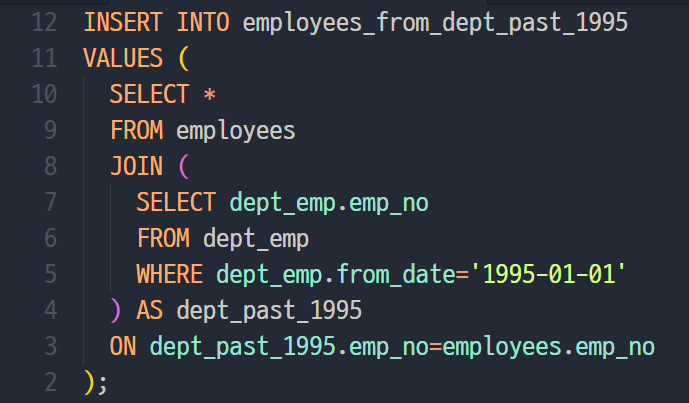 12 INSERT INTO employees_from_dept_past_1995
11 VALUES (
10   SELECT *
9   FROM employees
8   JOIN (
7     SELECT dept_emp.emp_no
6     FROM dept_emp
5     WHERE dept_emp.from_date='1995-01-01'
4   ) AS dept_past_1995
3   ON dept_past_1995.emp_no=employees.emp_no
2 );